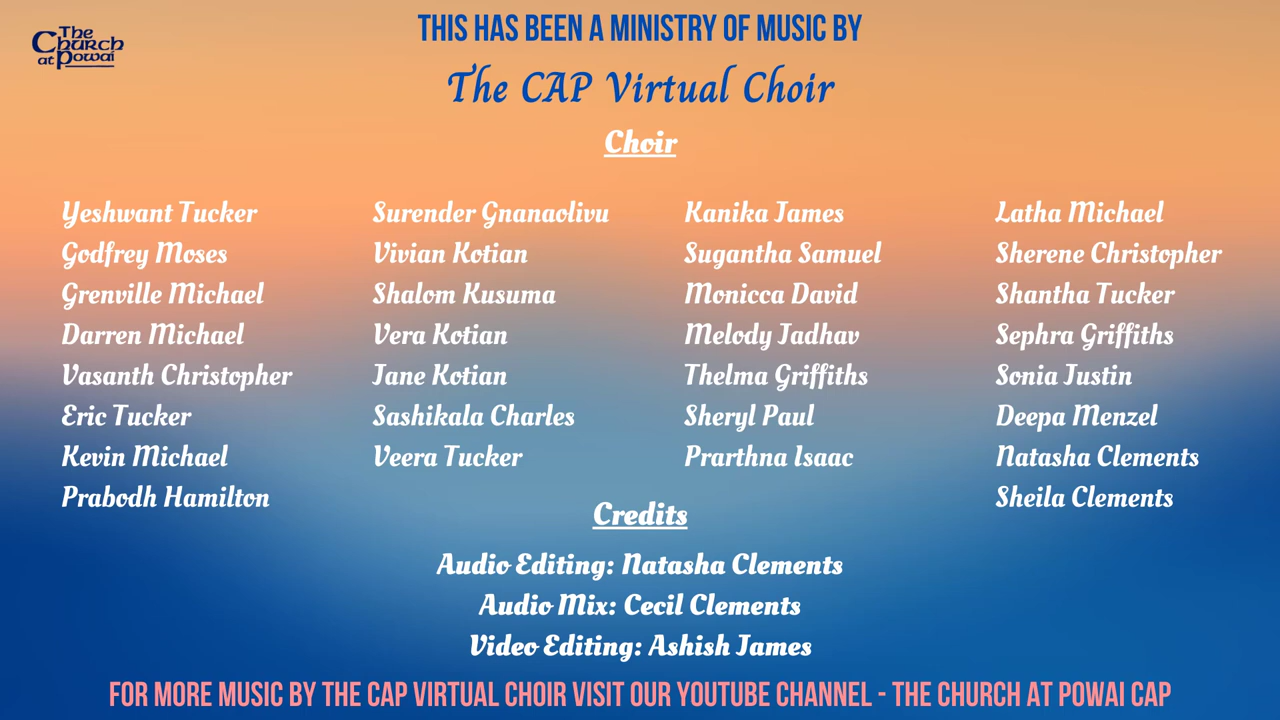 The
Church
at Powai
THIS HAS BEEN A MINISTRY OF MUSIC BY
The CAP Virtual Choir
Choir
Yeshwant Tucker
Godfrey Moses
Grenville Michael
Darren Michael
Vasanth Christopher
Eric Tucker
Kevin Michael
Prabodh Hamilton
Surender Gnanaolivu
Vivian Kotian
Shalom Kusuma
Vera Kotian
Jane Kotian
Sashikala Charles
Veera Tucker
Kanika James
Sugantha Samuel
Monicca David
Melody Jadhav
Thelma Griffiths
Sheryl Paul
Prarthna Isaac
Latha Michael
Sherene Christopher
Shantha Tucker
Sephra Griffiths
Sonia Justin
Deepa Menzel
Natasha Clements
Sheila Clements
Credits
Audio Editing: Natasha Clements
Audio Mix: Cecil Clements
Video Editing: Ashish James
FOR MORE MUSIC BY THE CAP VIRTUAL CHOIR VISIT OUR YOUTUBE CHANNEL - THE CHURCH AT POWAI CAP